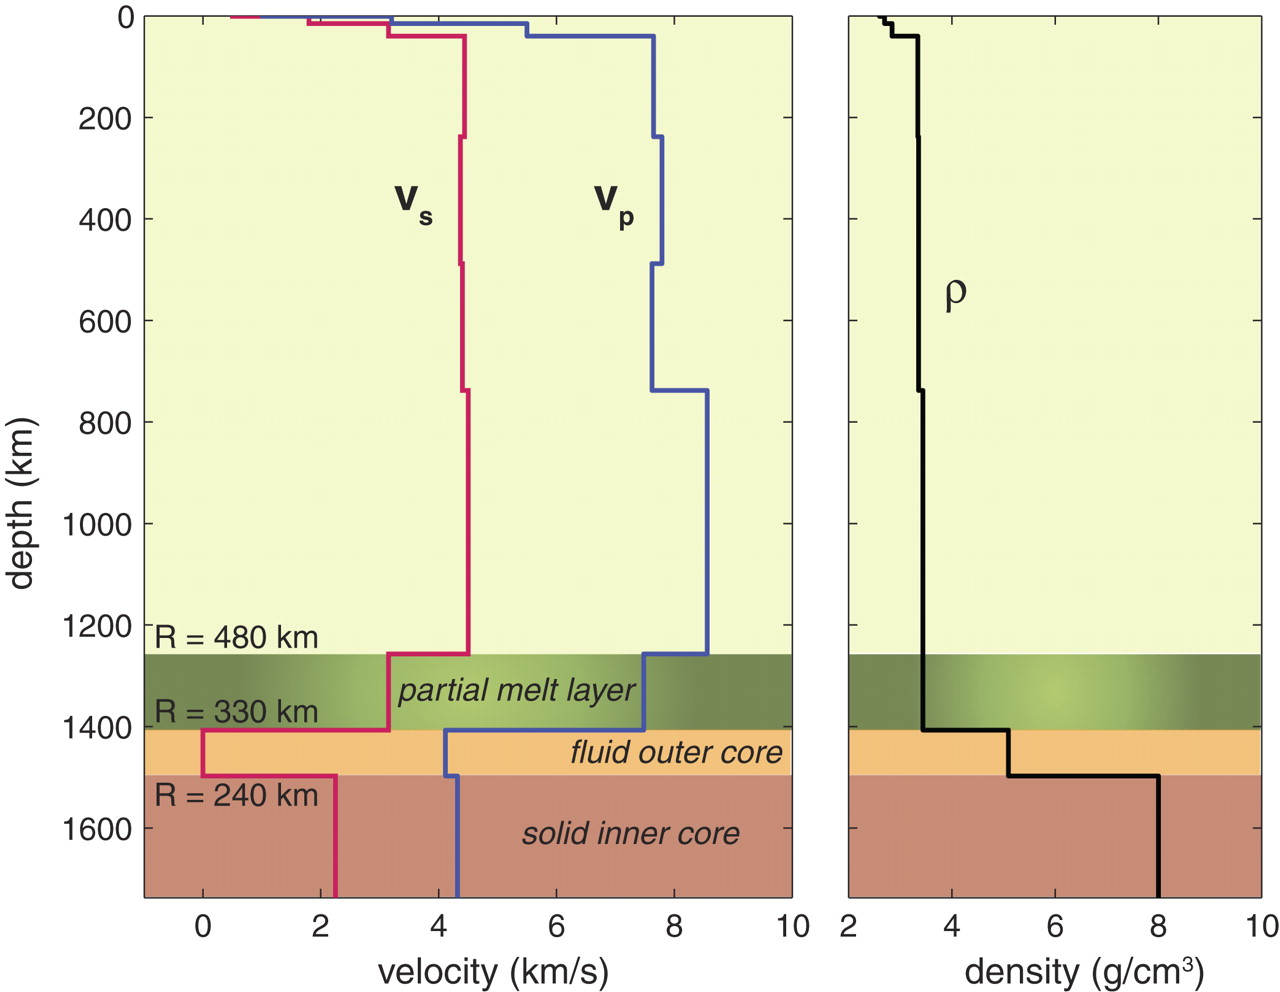 0
200
400
600
800
1000
1200
1400
1600
depth (km)
vs
vp
R = 480 km
partial melt layer
R = 330 km
fluid outer core
R = 240 km
solid inner core
0 2 4 6 8 10
velocity (km/s)
ρ
2 4 6 8 10
density (g/cm³)